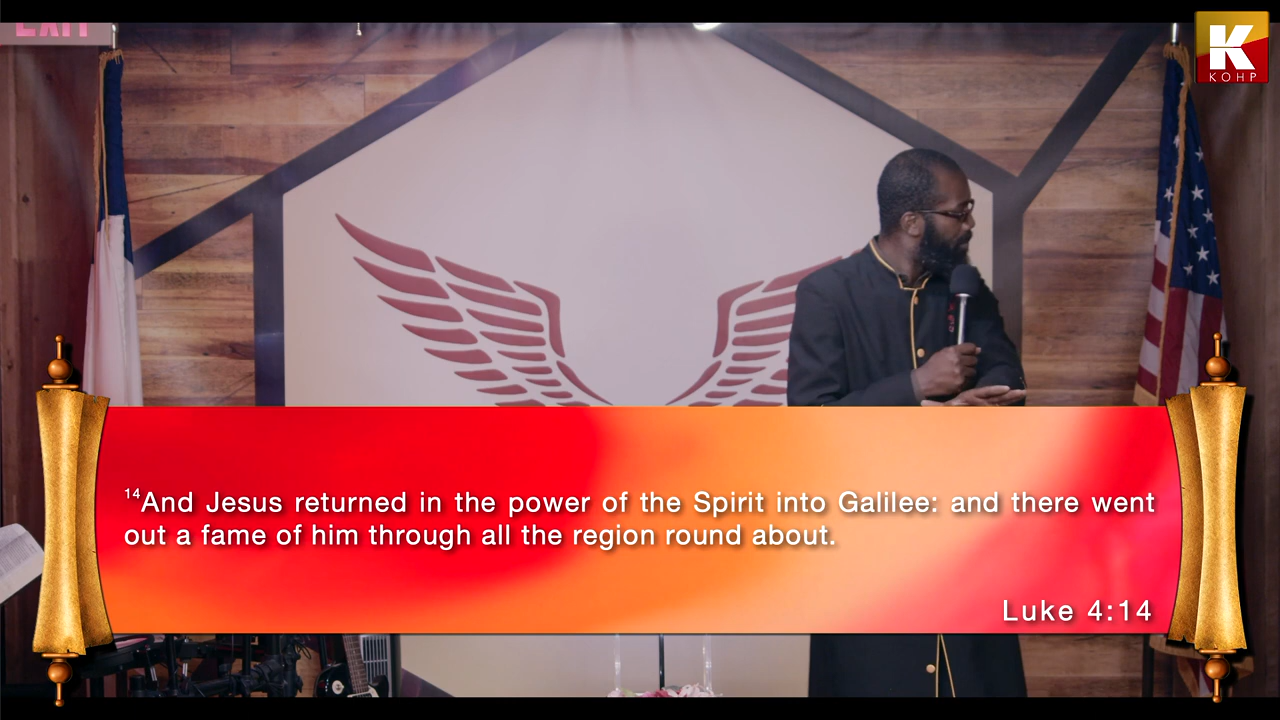 EXIT
K
KOHP
¹⁴And Jesus returned in the power of the Spirit into Galilee: and there went
out a fame of him through all the region round about.
Luke 4:14